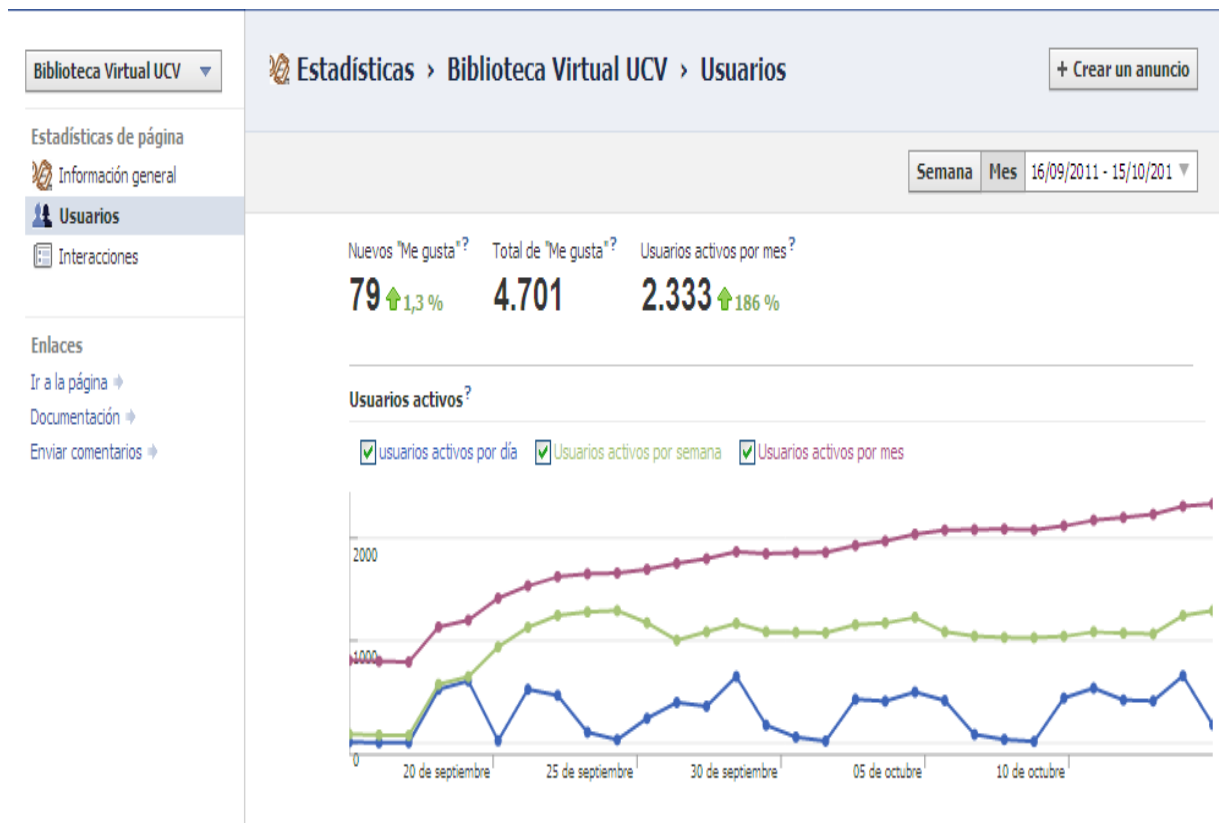 Biblioteca Virtual UCV
Estadísticas › Biblioteca Virtual UCV › Usuarios
+ Crear un anuncio
Estadísticas de página
Información general
Usuarios
Interacciones
Enlaces
Ir a la página
Documentación
Enviar comentarios
Semana Mes 16/09/2011 - 15/10/201
Nuevos "Me gusta"? Total de "Me gusta"? Usuarios activos por mes?
79 1,3 % 4.701 2.333 186 %
Usuarios activos?
usuarios activos por día Usuarios activos por semana Usuarios activos por mes
2000
1000
0
20 de septiembre 25 de septiembre 30 de septiembre 05 de octubre 10 de octubre